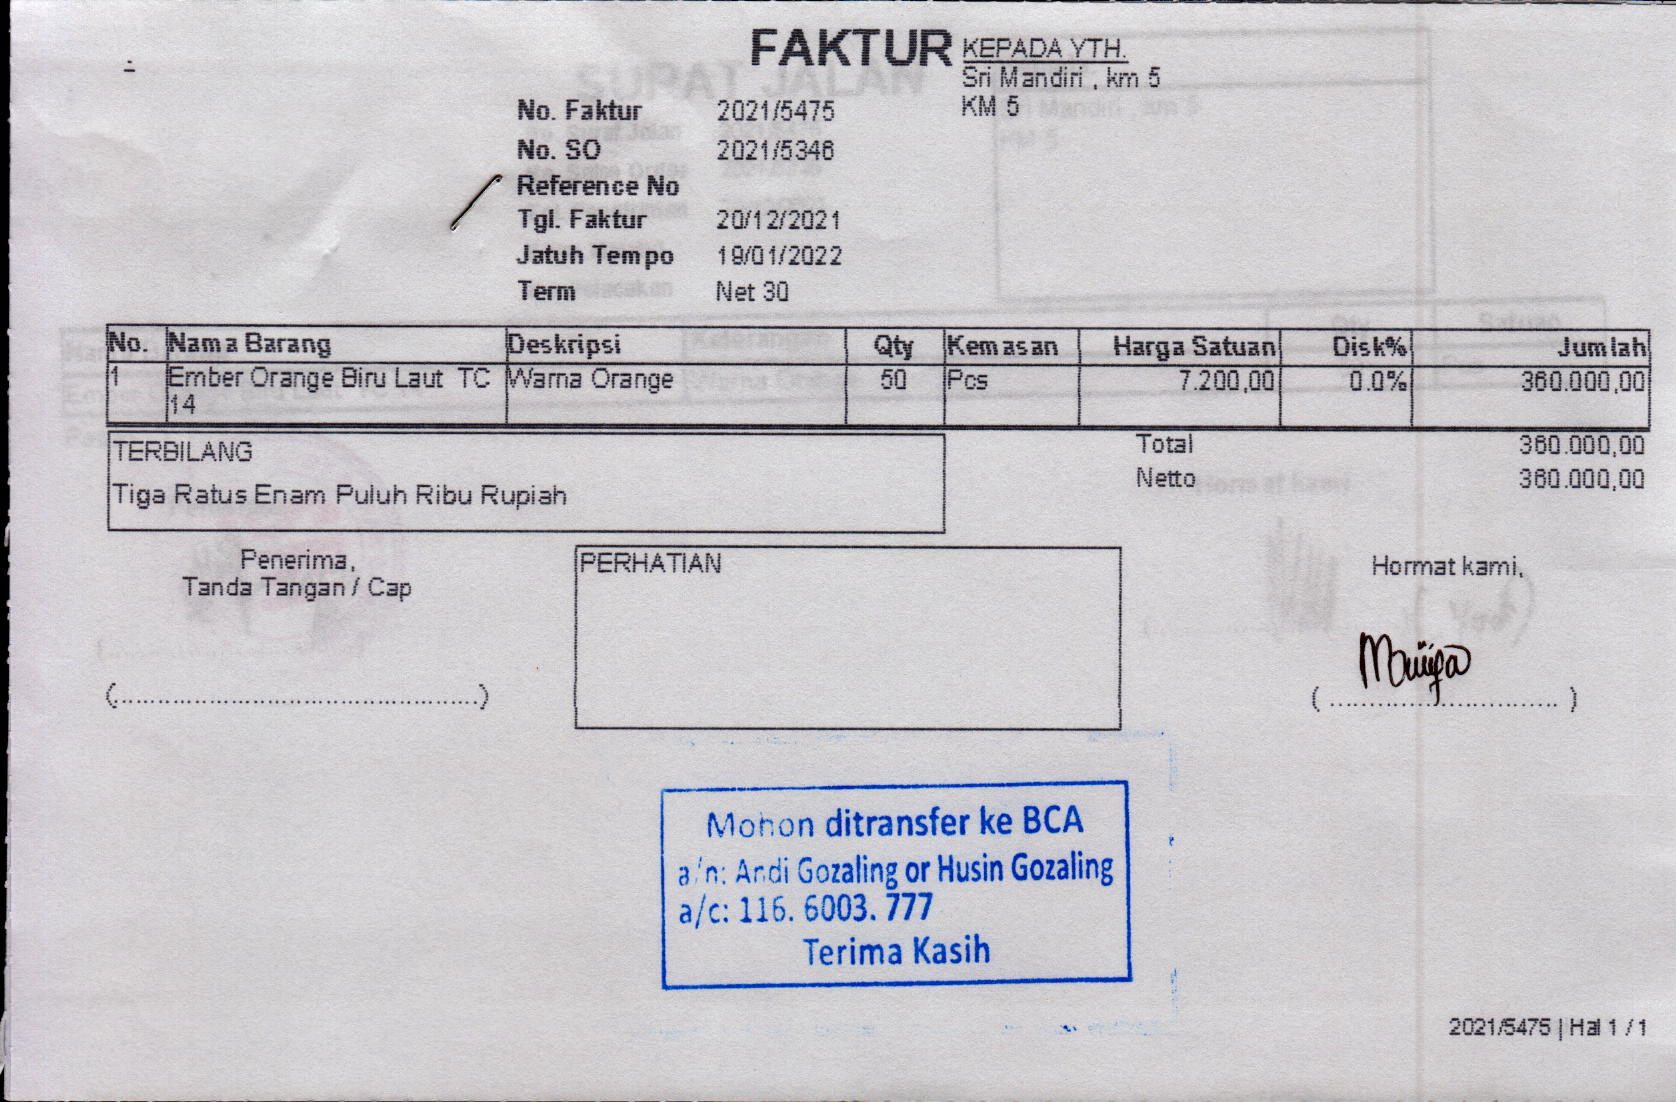 FAKTUR
KEPADA YTH.
Sri Mandiri , km 5
KM 5
No. Faktur 2021/5475
No. SO 2021/5346
Reference No
Tgl. Faktur 20/12/2021
Jatuh Tempo 19/01/2022
Term Net 30
No. Nama Barang Deskripsi Qty Kemasan Harga Satuan Disk% Jumlah
1 Ember Orange Biru Laut TC Warna Orange 50 Pcs 7.200,00 0.0% 360.000,00
14
Total 360.000,00
Netto 360.000,00
TERBILANG
Tiga Ratus Enam Puluh Ribu Rupiah
Penerima,
Tanda Tangan / Cap
(................................................)
PERHATIAN
Hormat kami,
(..............................)
Mohon ditransfer ke BCA
a/n: Andi Gozaling or Husin Gozaling
a/c: 116. 6003. 777
Terima Kasih
2021/5475 | Hal 1 / 1